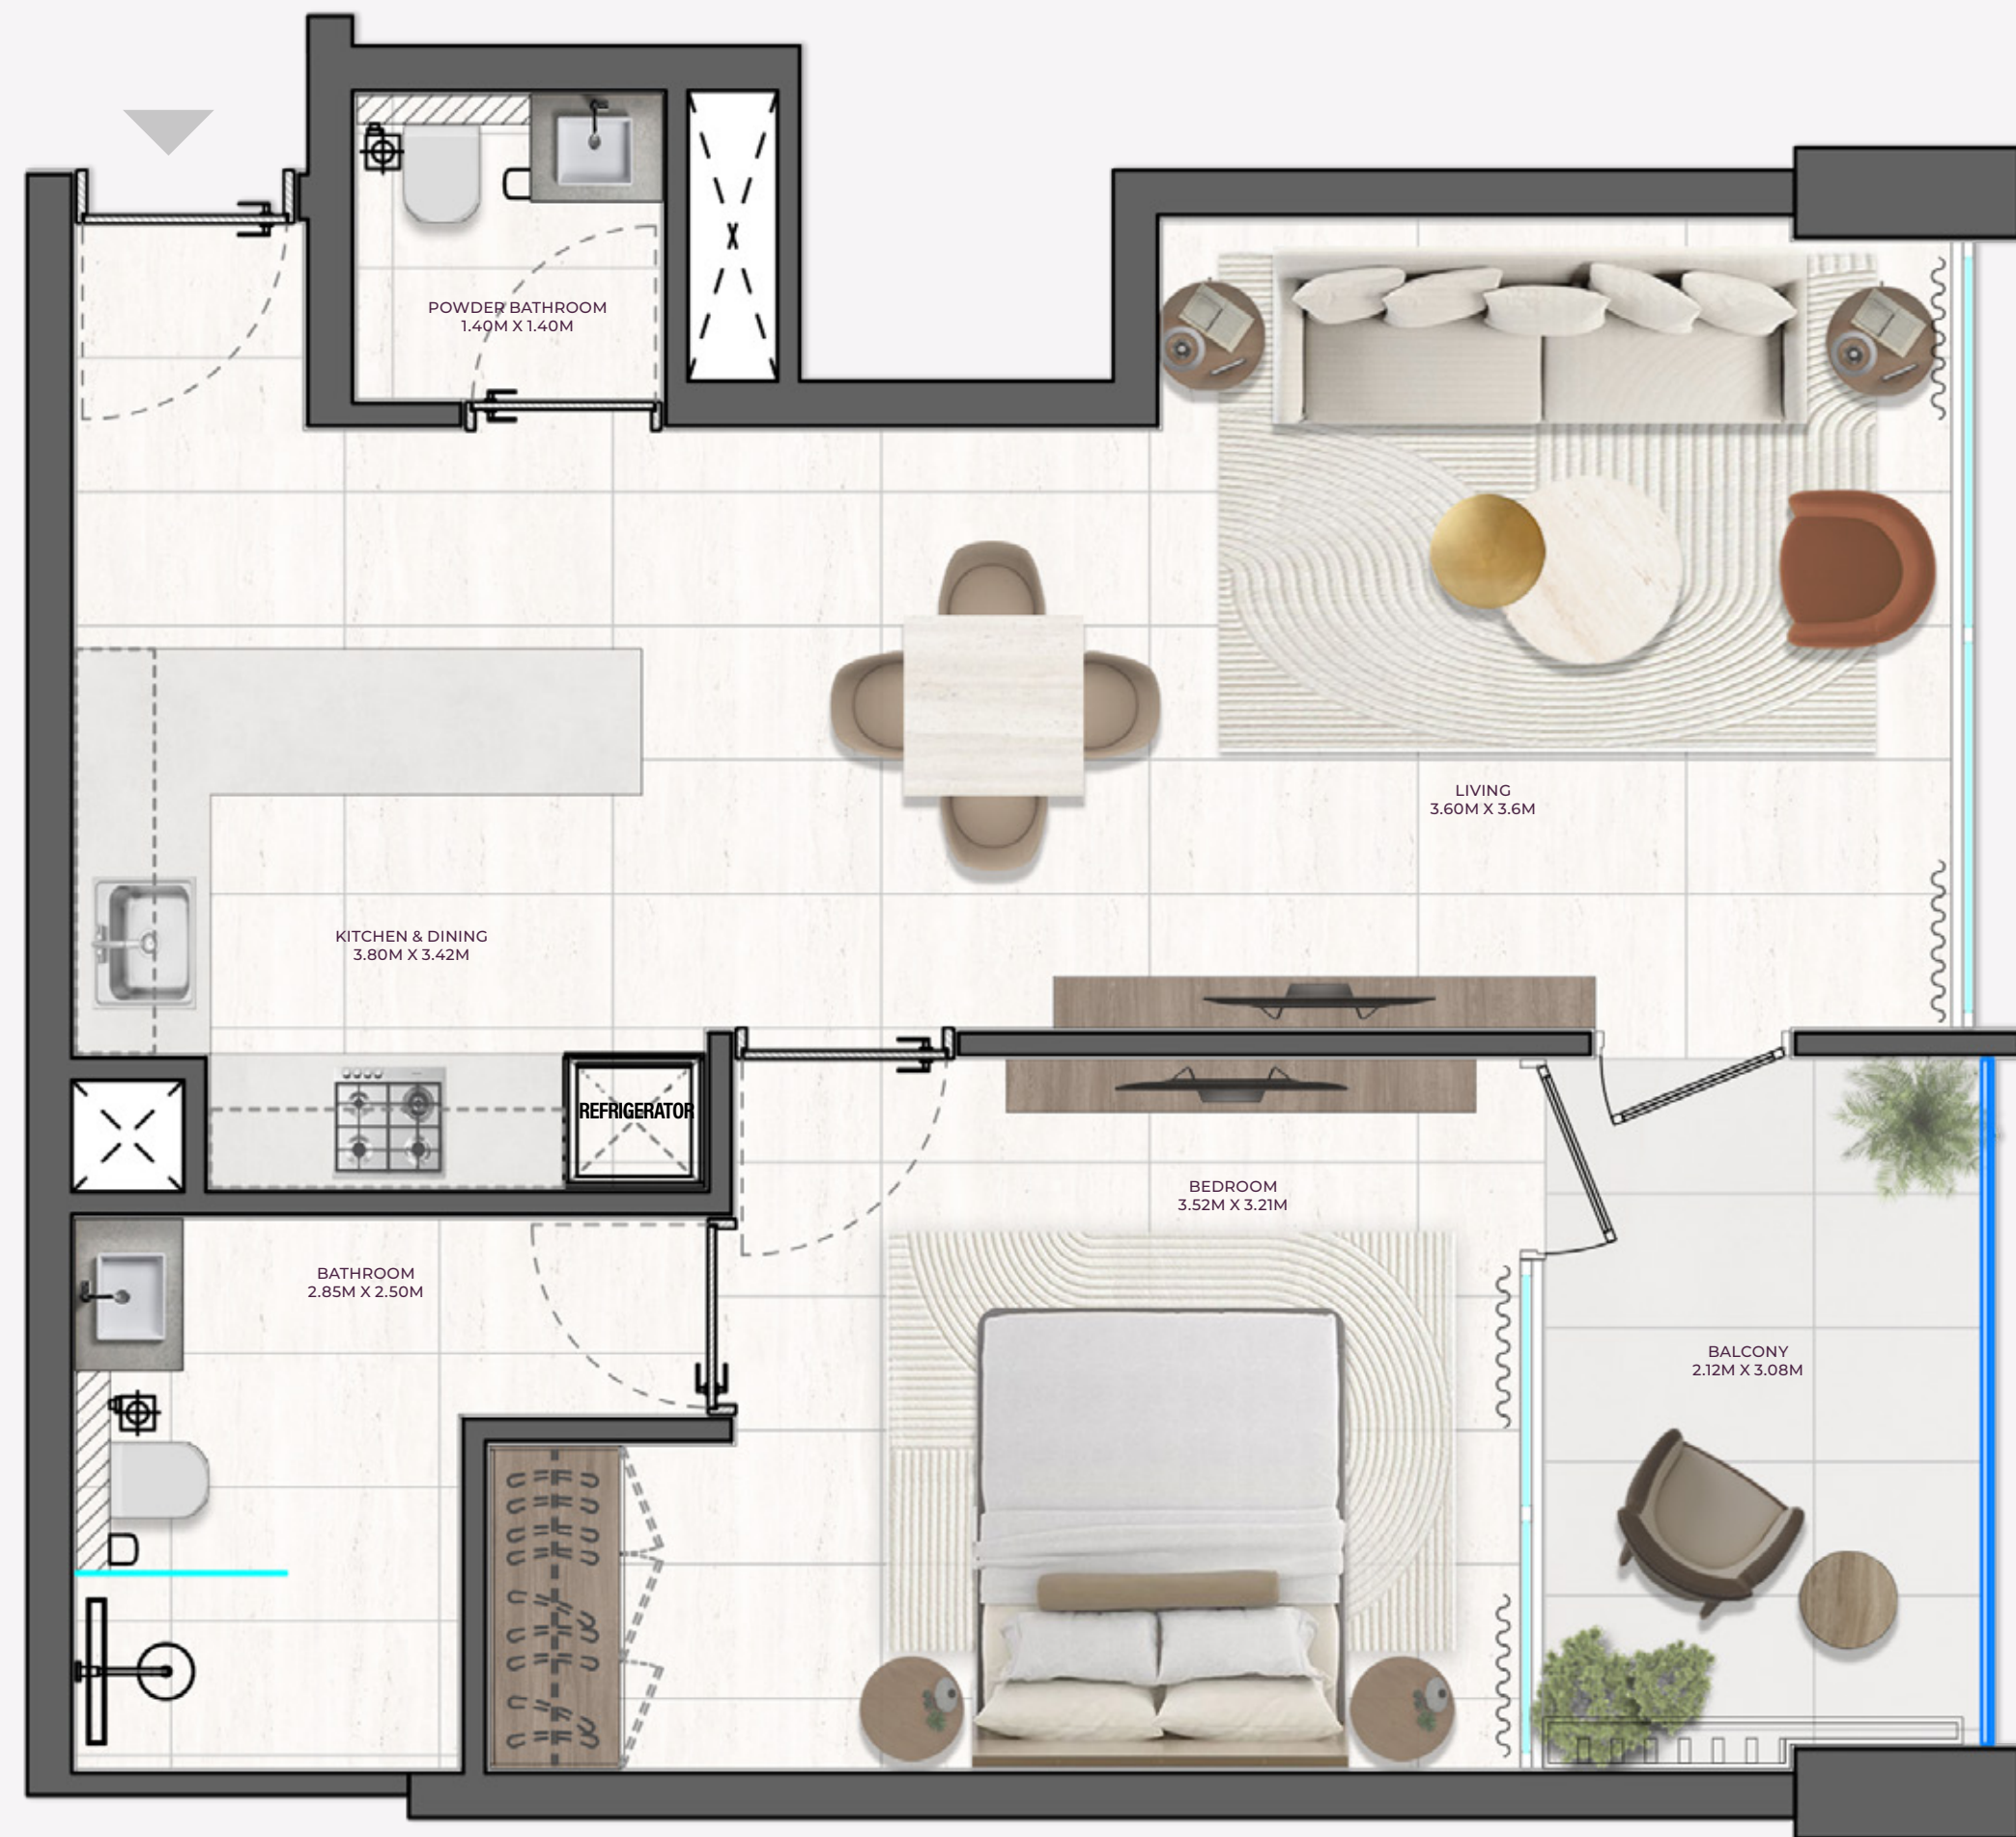 POWDER BATHROOM
1.40M X 1.40M
LIVING
3.60M X 3.6M
KITCHEN & DINING
3.80M X 3.42M
REFRIGERATOR
BEDROOM
3.52M X 3.21M
BATHROOM
2.85M X 2.50M
BALCONY
2.12M X 3.08M